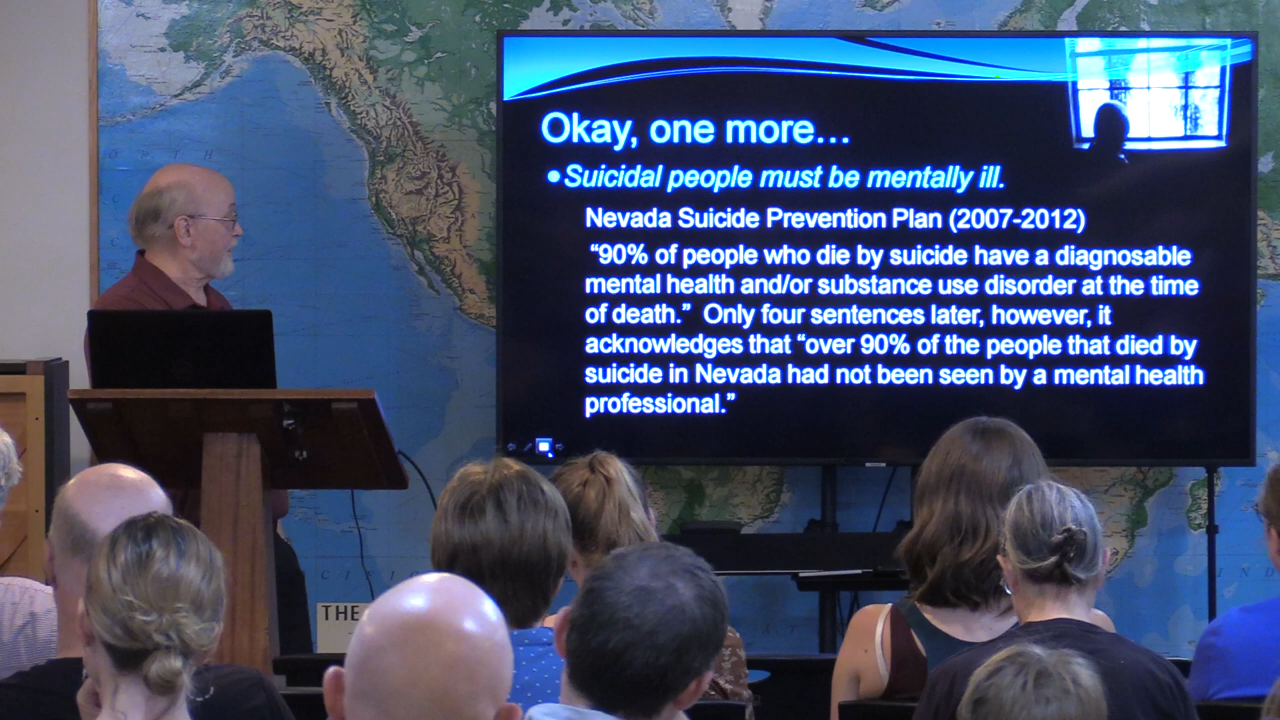 Okay, one more…
•Suicidal people must be mentally ill.
Nevada Suicide Prevention Plan (2007-2012)
“90% of people who die by suicide have a diagnosable
mental health and/or substance use disorder at the time
of death.” Only four sentences later, however, it
acknowledges that “over 90% of the people that died by
suicide in Nevada had not been seen by a mental health
professional.”
THE